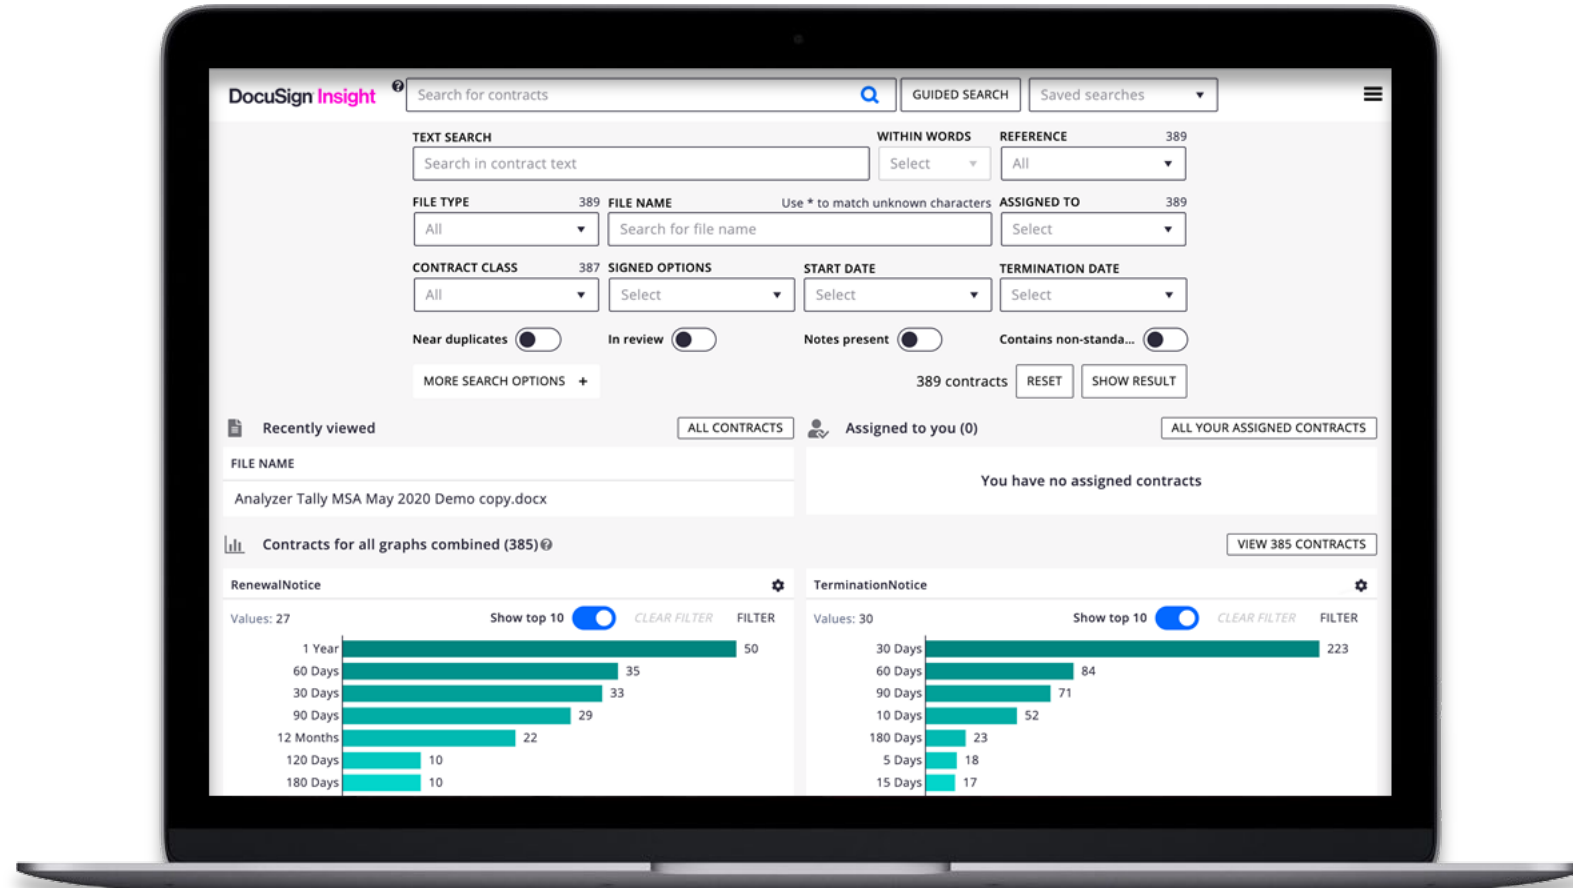 DocuSign Insight
Search for contracts
GUIDED SEARCH
Saved searches
TEXT SEARCH
WITHIN WORDS
REFERENCE 389
Search in contract text
Select
All
FILE TYPE 389
FILE NAME Use * to match unknown characters
ASSIGNED TO 389
All
Search for file name
Select
CONTRACT CLASS 387
SIGNED OPTIONS
START DATE
TERMINATION DATE
All
Select
Select
Select
Near duplicates
In review
Notes present
Contains non-standa...
MORE SEARCH OPTIONS +
389 contracts
RESET
SHOW RESULT
Recently viewed
ALL CONTRACTS
FILE NAME
Analyzer Tally MSA May 2020 Demo copy.docx
Assigned to you (0)
ALL YOUR ASSIGNED CONTRACTS
You have no assigned contracts
Contracts for all graphs combined (385)
VIEW 385 CONTRACTS
RenewalNotice
Values: 27
Show top 10
CLEAR FILTER
FILTER
1 Year 50
60 Days 35
30 Days 33
90 Days 29
12 Months 22
120 Days 10
180 Days 10
TerminationNotice
Values: 30
Show top 10
CLEAR FILTER
FILTER
30 Days 223
60 Days 84
90 Days 71
10 Days 52
180 Days 23
5 Days 18
15 Days 17